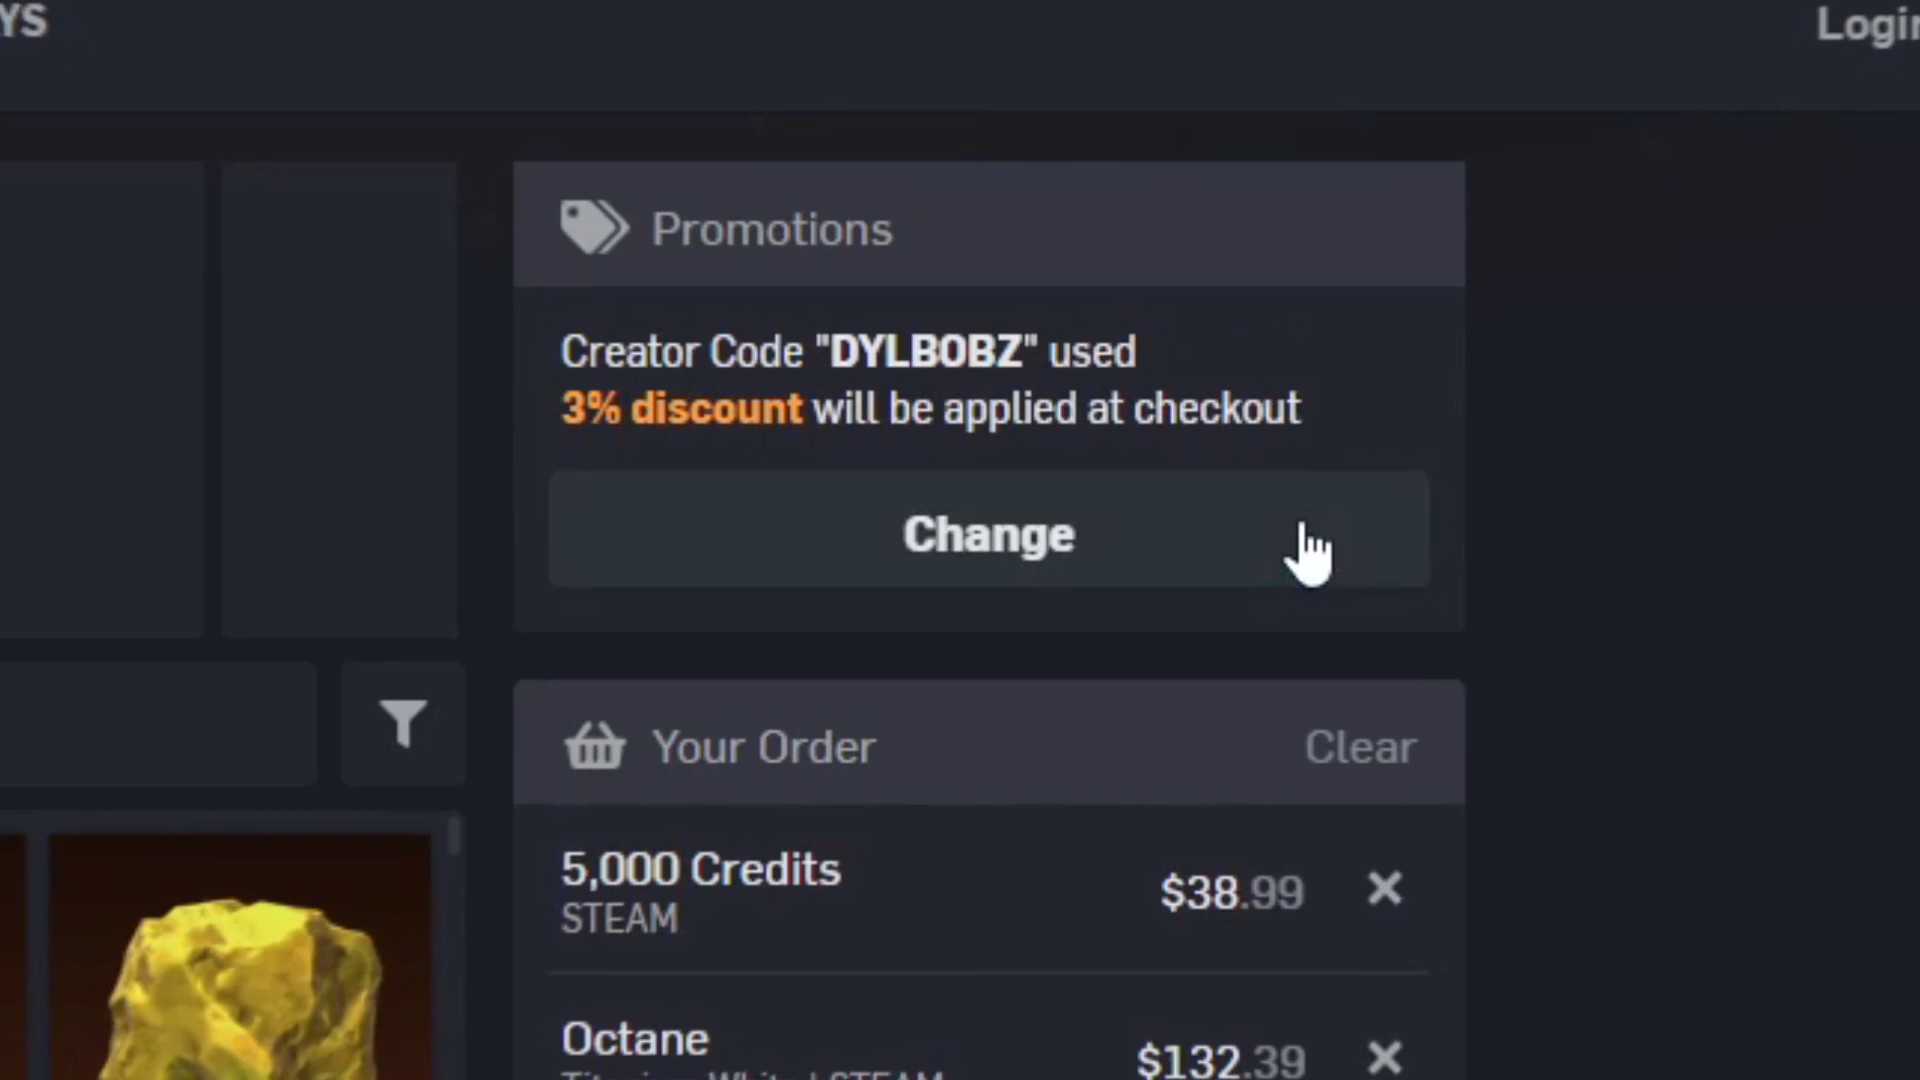 Login
Promotions
Creator Code "DYLBOBZ" used
3% discount will be applied at checkout
Change
Your Order
Clear
5,000 Credits
$38.99
STEAM
Octane
$132.39